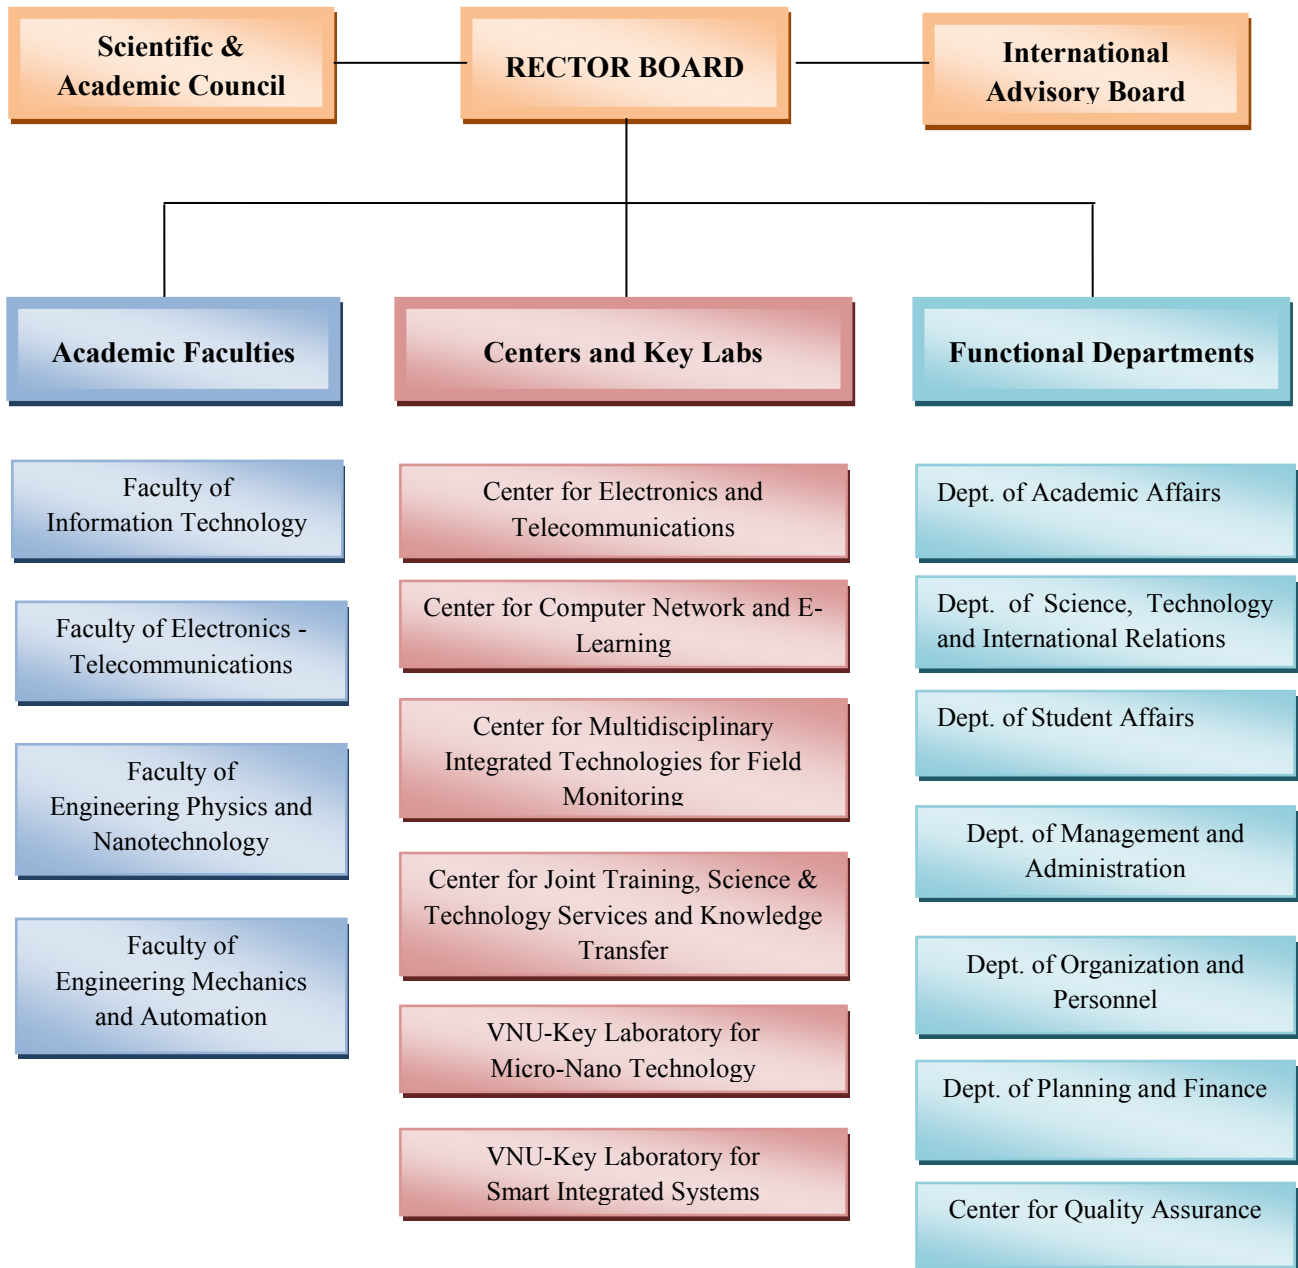 Scientific &
Academic Council
RECTOR BOARD
International
Advisory Board
Academic Faculties
Centers and Key Labs
Functional Departments
Faculty of
Information Technology
Faculty of Electronics -
Telecommunications
Faculty of
Engineering Physics and
Nanotechnology
Faculty of
Engineering Mechanics
and Automation
Center for Electronics and
Telecommunications
Center for Computer Network and E-
Learning
Center for Multidisciplinary
Integrated Technologies for Field
Monitoring
Center for Joint Training, Science &
Technology Services and Knowledge
Transfer
VNU-Key Laboratory for
Micro-Nano Technology
VNU-Key Laboratory for
Smart Integrated Systems
Dept. of Academic Affairs
Dept. of Science, Technology
and International Relations
Dept. of Student Affairs
Dept. of Management and
Administration
Dept. of Organization and
Personnel
Dept. of Planning and Finance
Center for Quality Assurance